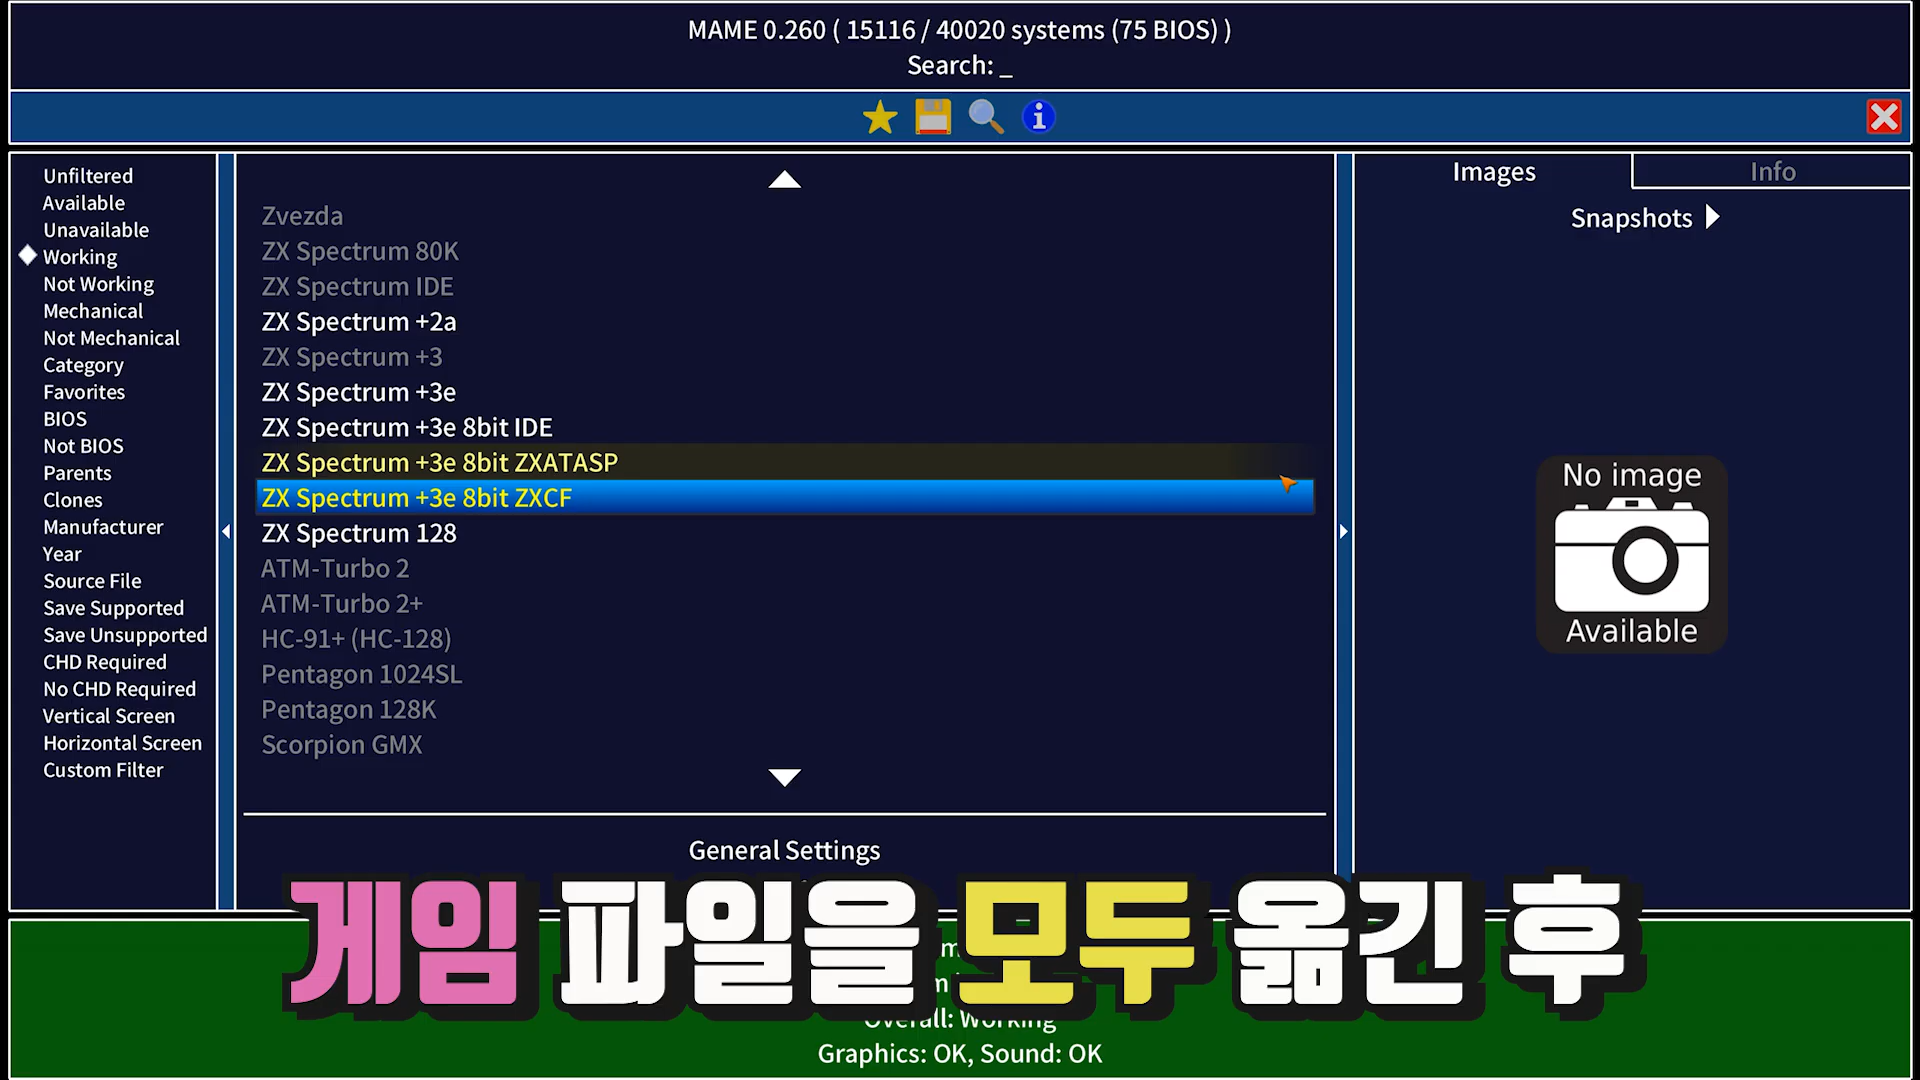 MAME 0.260 ( 15116 / 40020 systems (75 BIOS) )
Search: _
Unfiltered
Available
Unavailable
Working
Not Working
Mechanical
Not Mechanical
Category
Favorites
BIOS
Not BIOS
Parents
Clones
Manufacturer
Year
Source File
Save Supported
Save Unsupported
CHD Required
No CHD Required
Vertical Screen
Horizontal Screen
Custom Filter
Zvezda
ZX Spectrum 80K
ZX Spectrum IDE
ZX Spectrum +2a
ZX Spectrum +3
ZX Spectrum +3e
ZX Spectrum +3e 8bit IDE
ZX Spectrum +3e 8bit ZXATASP
ZX Spectrum +3e 8bit ZXCF
ZX Spectrum 128
ATM-Turbo 2
ATM-Turbo 2+
HC-91+ (HC-128)
Pentagon 1024SL
Pentagon 128K
Scorpion GMX
General Settings
Images
Info
Snapshots
No image
Available
게임 파일을 모두 옮긴 후
Overall: Working
Graphics: OK, Sound: OK